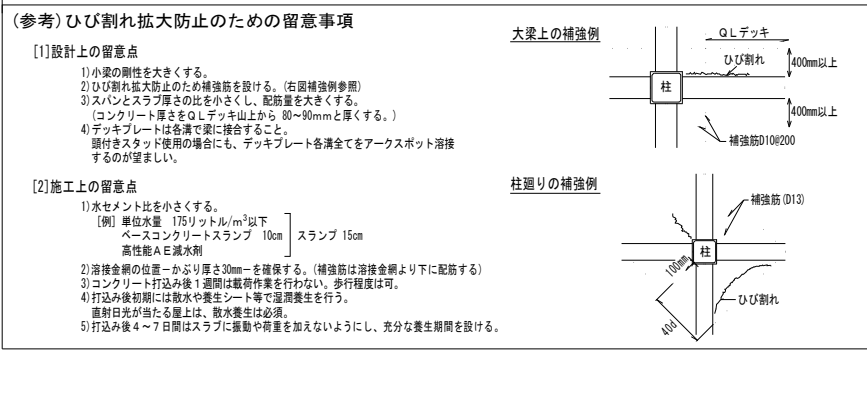 (参考)ひび割れ拡大防止のための留意事項
[1]設計上の留意点
1)小梁の剛性を大きくする。
2)ひび割れ拡大防止のため補強筋を設ける。(右図補強例参照)
3)スパンとスラブ厚さの比を小さくし、配筋量を大きくする。
(コンクリート厚さをQLデッキ山上から 80～90mmと厚くする。)
4)デッキプレートは各溝で梁に接合すること。
頭付きスタッド使用の場合にも、デッキプレート各溝全てをアークスポット溶接
するのが望ましい。
[2]施工上の留意点
1)水セメント比を小さくする。
[例] 単位水量 175リットル/m³以下
ベースコンクリートスランプ 10cm
高性能AE減水剤
スランプ 15cm
2)溶接金網の位置－かぶり厚さ30mm－を確保する。(補強筋は溶接金網より下に配筋する)
3)コンクリート打込み後1週間は載荷作業を行わない。歩行程度は可。
4)打込み後初期には散水や養生シート等で湿潤養生を行う。
直射日光が当たる屋上は、散水養生は必須。
5)打込み後4～7日間はスラブに振動や荷重を加えないようにし、充分な養生期間を設ける。
大梁上の補強例
QLデッキ
ひび割れ
400mm以上
柱
400mm以上
補強筋D10@200
柱廻りの補強例
補強筋(D13)
柱
100mm
ひび割れ
40d